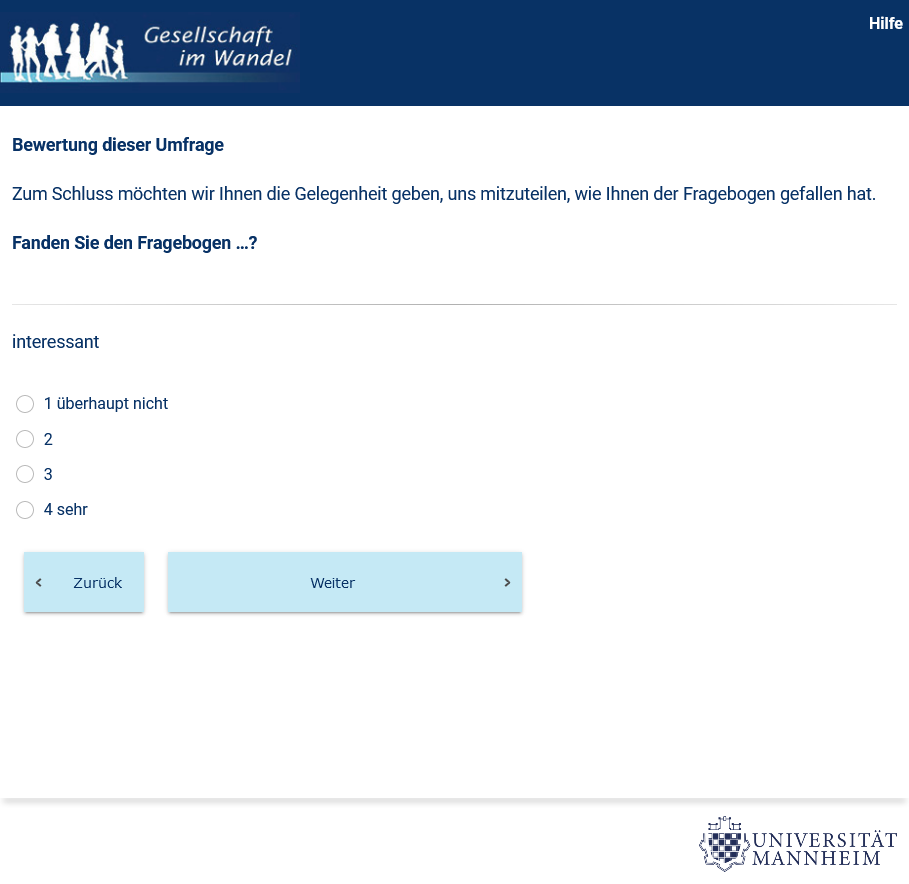 Gesellschaft
im Wandel
Hilfe
Bewertung dieser Umfrage
Zum Schluss möchten wir Ihnen die Gelegenheit geben, uns mitzuteilen, wie Ihnen der Fragebogen gefallen hat.
Fanden Sie den Fragebogen ...?
interessant
1 überhaupt nicht
2
3
4 sehr
Zurück
Weiter
UNIVERSITÄT
MANNHEIM